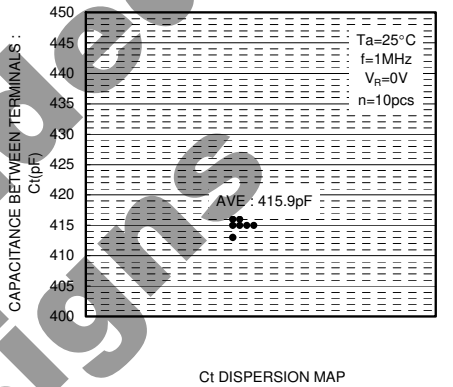 450
445
440
435
430
425
420
415
410
405
400
CAPACITANCE BETWEEN TERMINALS :
Ct(pF)
Ta=25°C
f=1MHz
VR=0V
n=10pcs
AVE : 415.9pF
Ct DISPERSION MAP